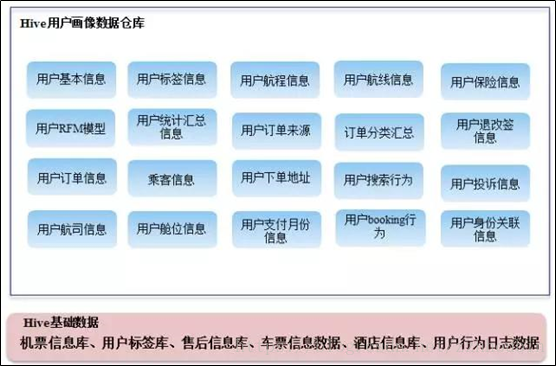 Hive用户画像数据仓库
用户基本信息
用户标签信息
用户航程信息
用户航线信息
用户保险信息
用户RFM模型
用户统计汇总
信息
用户订单来源
订单分类汇总
用户退改签
信息
用户订单信息
乘客信息
用户下单地址
用户搜索行为
用户投诉信息
用户航司信息
用户舱位信息
用户支付月份
信息
用户booking行
为
用户身份关联
信息
Hive基础数据
机票信息库、用户标签库、售后信息库、车票信息数据、酒店信息库、用户行为日志数据